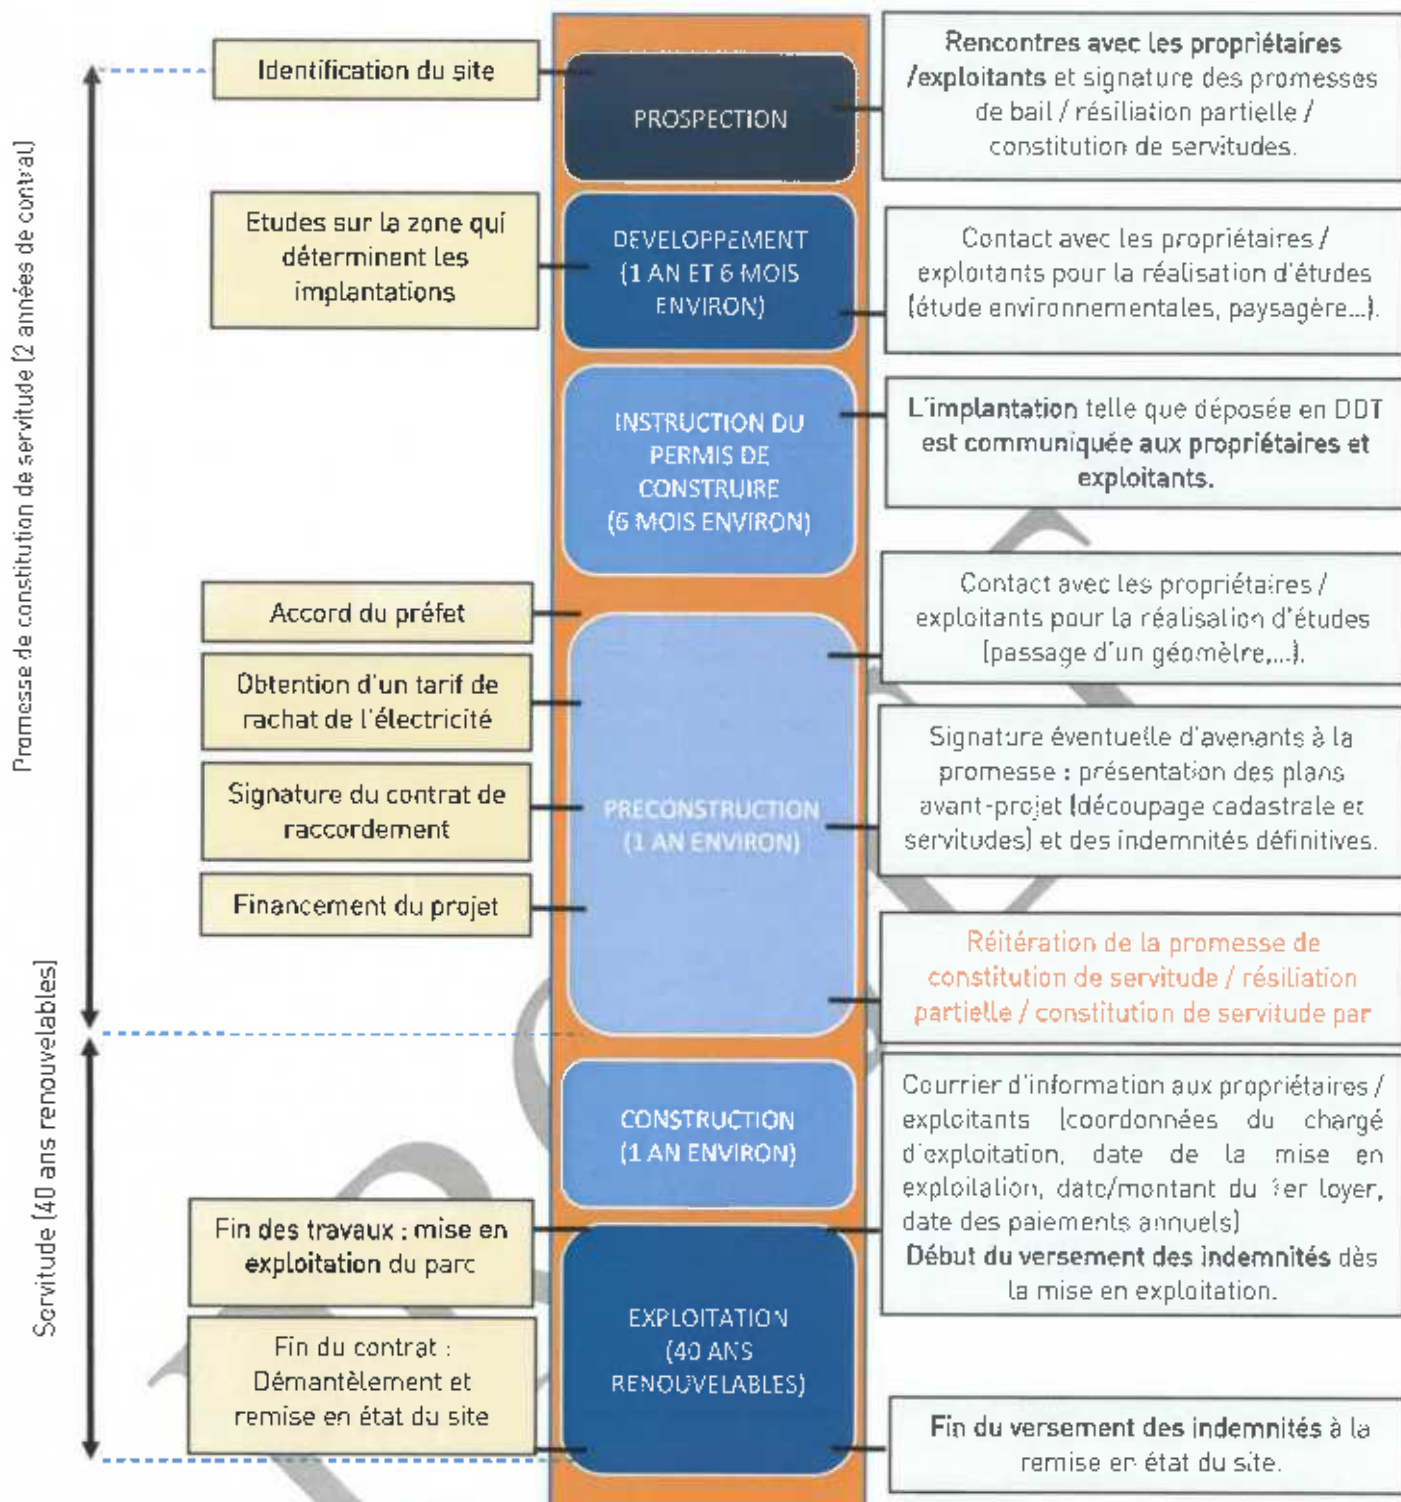 Promesse de constitution de servitude (2 années de contrat)
Servitude (40 ans renouvelables)
Identification du site
PROSPECTION
Rencontres avec les propriétaires
/exploitants et signature des promesses
de bail / résiliation partielle /
constitution de servitudes.
Etudes sur la zone qui
déterminent les
implantations
DEVELOPPEMENT
(1 AN ET 6 MOIS
ENVIRON)
Contact avec les propriétaires /
exploitants pour la réalisation d'études
(étude environnementales, paysagère...).
INSTRUCTION DU
PERMIS DE
CONSTRUIRE
(6 MOIS ENVIRON)
L'implantation telle que déposée en DDT
est communiquée aux propriétaires et
exploitants.
Accord du préfet
Obtention d'un tarif de
rachat de l'électricité
Signature du contrat de
raccordement
Financement du projet
PRECONSTRUCTION
(1 AN ENVIRON)
Contact avec les propriétaires /
exploitants pour la réalisation d'études
(passage d'un géomètre,...).
Signature éventuelle d'avenants à la
promesse : présentation des plans
avant-projet (découpage cadastrale et
servitudes) et des indemnités définitives.
Réitération de la promesse de
constitution de servitude / résiliation
partielle / constitution de servitude par
CONSTRUCTION
(1 AN ENVIRON)
Courrier d'information aux propriétaires /
exploitants (coordonnées du chargé
d'exploitation, date de la mise en
exploitation, date/montant du 1er loyer,
date des paiements annuels)
Début du versement des indemnités dès
la mise en exploitation.
Fin des travaux : mise en
exploitation du parc
EXPLOITATION
(40 ANS
RENOUVELABLES)
Fin du contrat :
Démantèlement et
remise en état du site
Fin du versement des indemnités à la
remise en état du site.